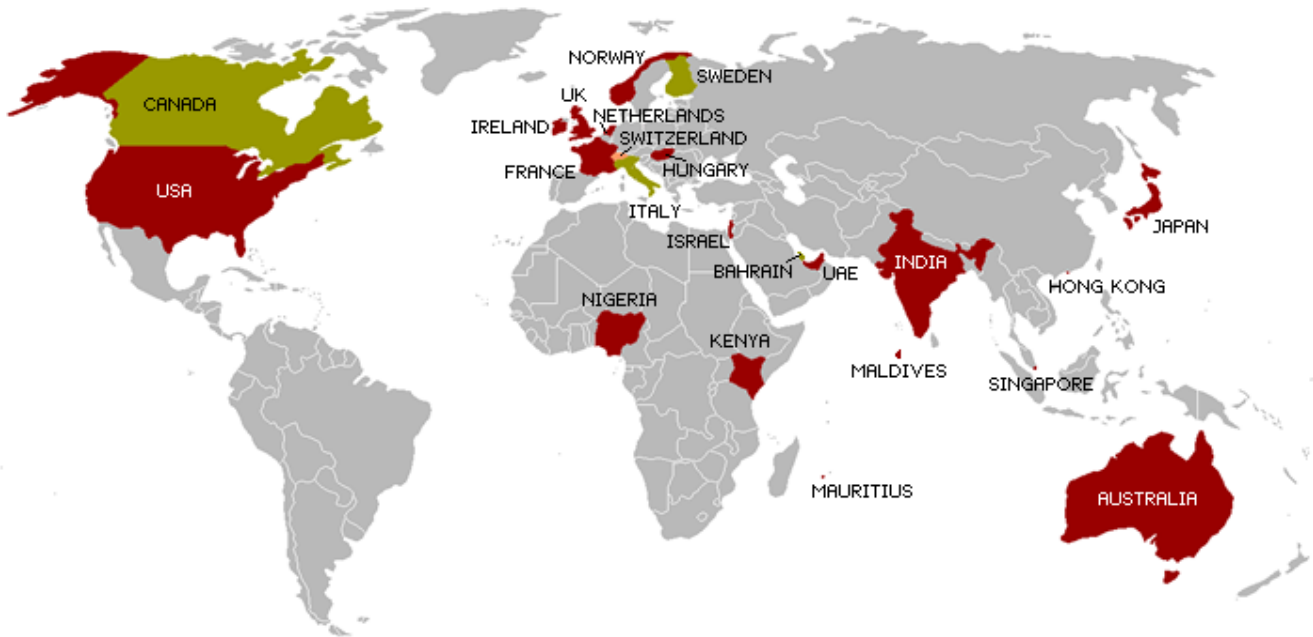 NORWAY
SWEDEN
CANADA
UK
NETHERLANDS
IRELAND
SWITZERLAND
FRANCE
HUNGARY
USA
ITALY
JAPAN
ISRAEL
INDIA
BAHRAIN
UAE
HONG KONG
NIGERIA
KENYA
MALDIVES
SINGAPORE
MAURITIUS
AUSTRALIA